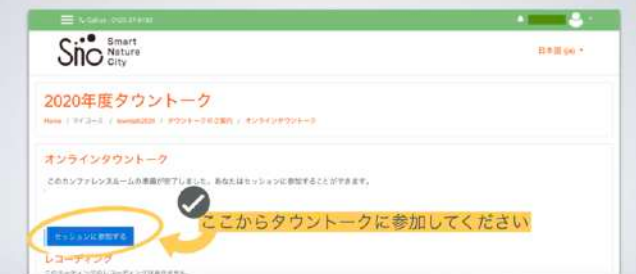 Snc Smart
Nature
City
日本語 (ja)
2020年度タウントーク
Home / マイコース / / タウントークのご案内 / オンラインタウントーク
オンラインタウントーク
このカンファレンスルームの準備が完了しました。あなたはセッションに参加することができます。
ここからタウントークに参加してください
セッションに参加する
レコーディング